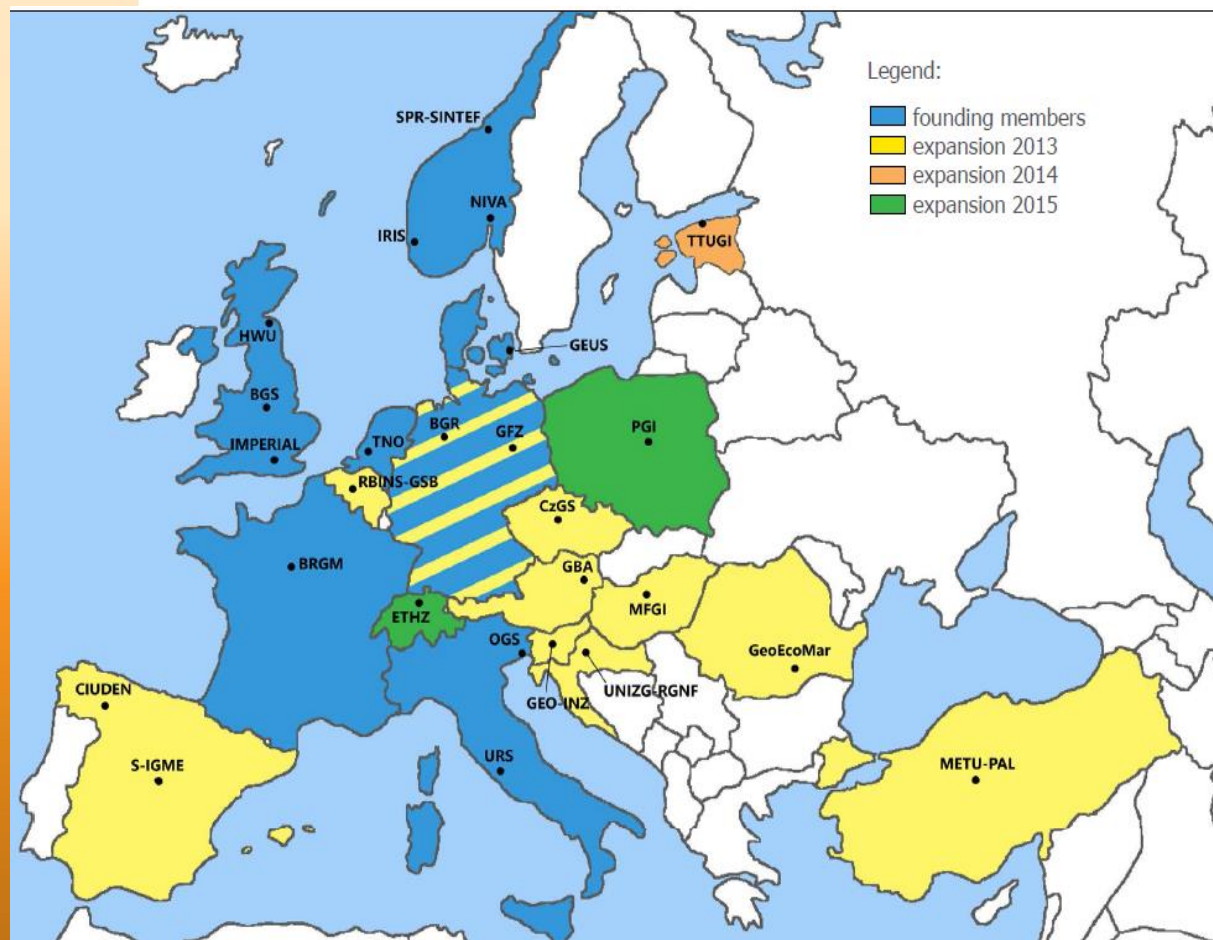 Legend:
founding members
expansion 2013
expansion 2014
expansion 2015
SPR-SINTEF
NIVA
IRIS
TTUGI
HWU
GEUS
BGS
BGR
GFZ
PGI
IMPERIAL
TNO
RBINS-GSB
CzGS
BRGM
GBA
MFGI
ETHZ
OGS
GeoEcoMar
CIUDEN
GEO-INZ
UNIZG-RGNF
S-IGME
URS
METU-PAL